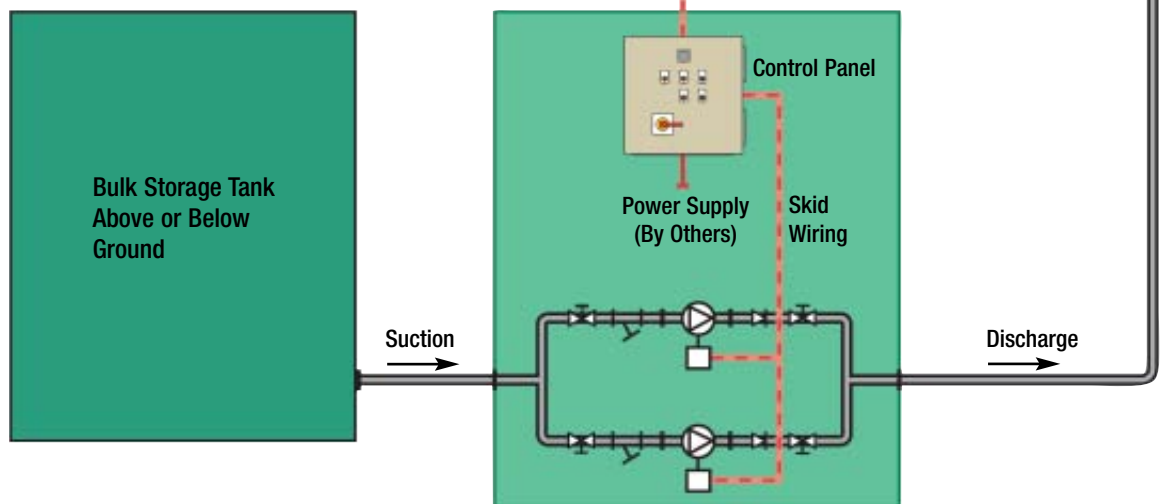 Control Panel
Bulk Storage Tank
Above or Below
Ground
Power Supply
(By Others)
Skid
Wiring
Suction
Discharge